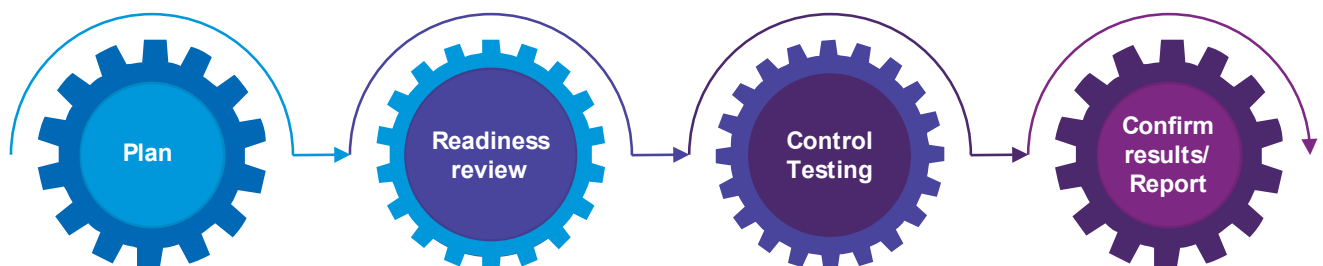 Plan
Readiness
review
Control
Testing
Confirm
results/
Report